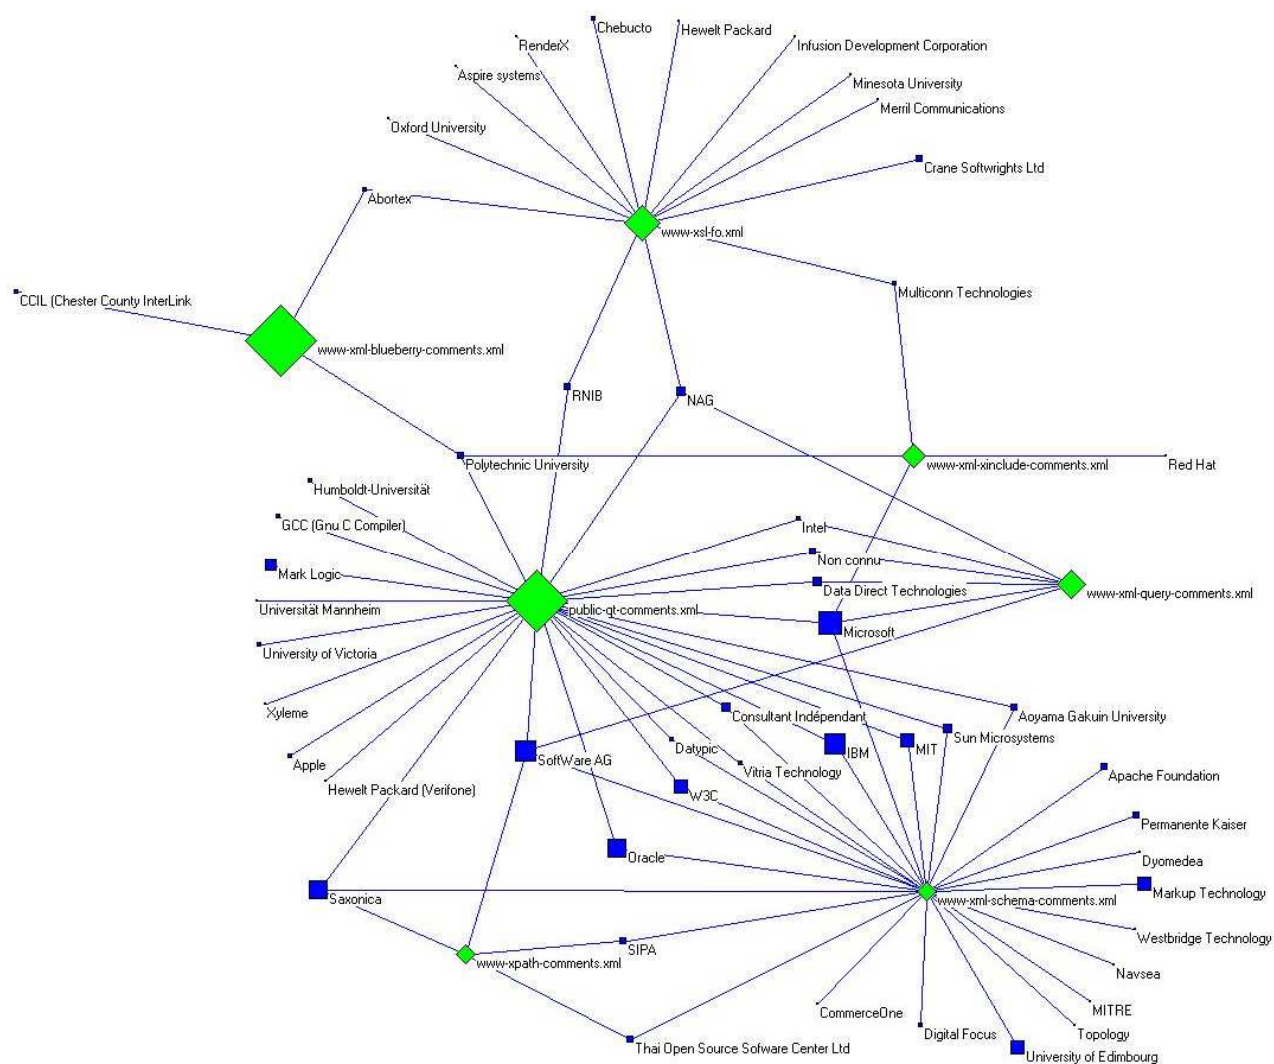 Chebucto
Hewelt Packard
RenderX
Infusion Development Corporation
Aspire systems
Minesota University
Merril Communications
Oxford University
Crane Softwrights Ltd
Abortex
www-xsl-fo.xml
Multiconn Technologies
CCIL (Chester County InterLink
www-xml-blueberry-comments.xml
RNIB
NAG
Polytechnic University
www-xml-xinclude-comments.xml
Red Hat
Humboldt-Universität
GCC (Gnu C Compiler)
Intel
Non connu
Mark Logic
Data Direct Technologies
www-xml-query-comments.xml
Universität Mannheim
public-qt-comments.xml
Microsoft
University of Victoria
Xyleme
Consultant Indépendant
Aoyama Gakuin University
Sun Microsystems
Datypic
IBM
MIT
SoftWare AG
Apple
Vitria Technology
Apache Foundation
Hewelt Packard (Verifone)
W3C
Permanente Kaiser
Oracle
Dyomedea
Saxonica
Markup Technology
www-xml-schema-comments.xml
Westbridge Technology
SIPA
www-xpath-comments.xml
Navsea
CommerceOne
MITRE
Digital Focus
Topology
Thai Open Source Sofware Center Ltd
University of Edimbourg